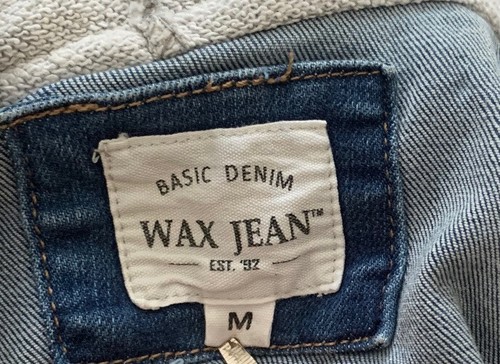 BASIC DENIM
WAX JEAN™
EST. '92
M